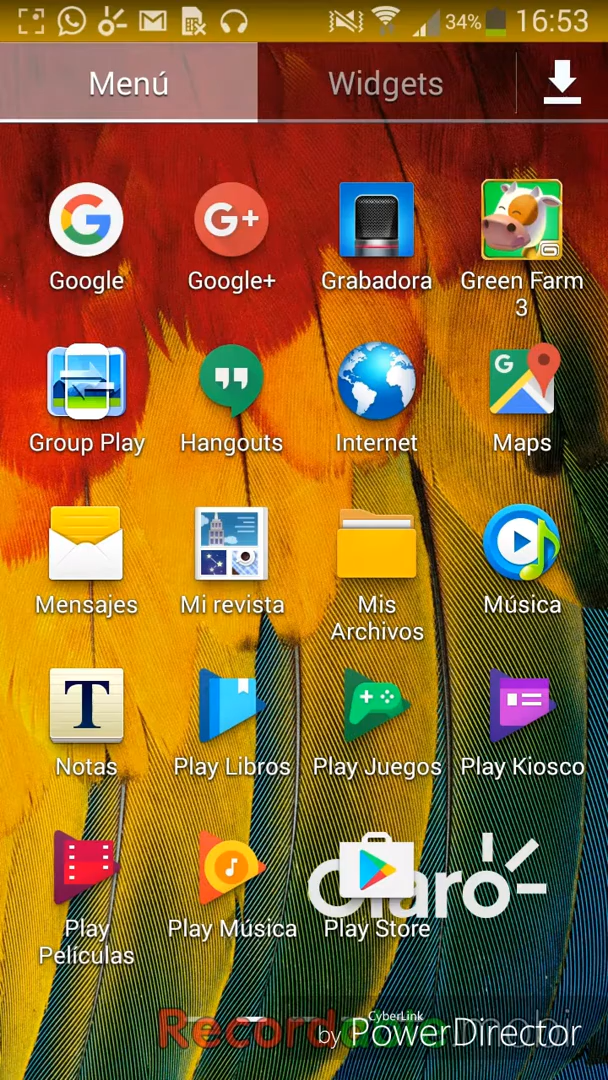 34% 16:53
Menú Widgets
Google Google+ Grabadora Green Farm 3
Group Play Hangouts Internet Maps
Mensajes Mi revista Mis Archivos Música
T
Notas Play Libros Play Juegos Play Kiosco
Claro
Play Películas Play Música Play Store
CyberLink
by PowerDirector